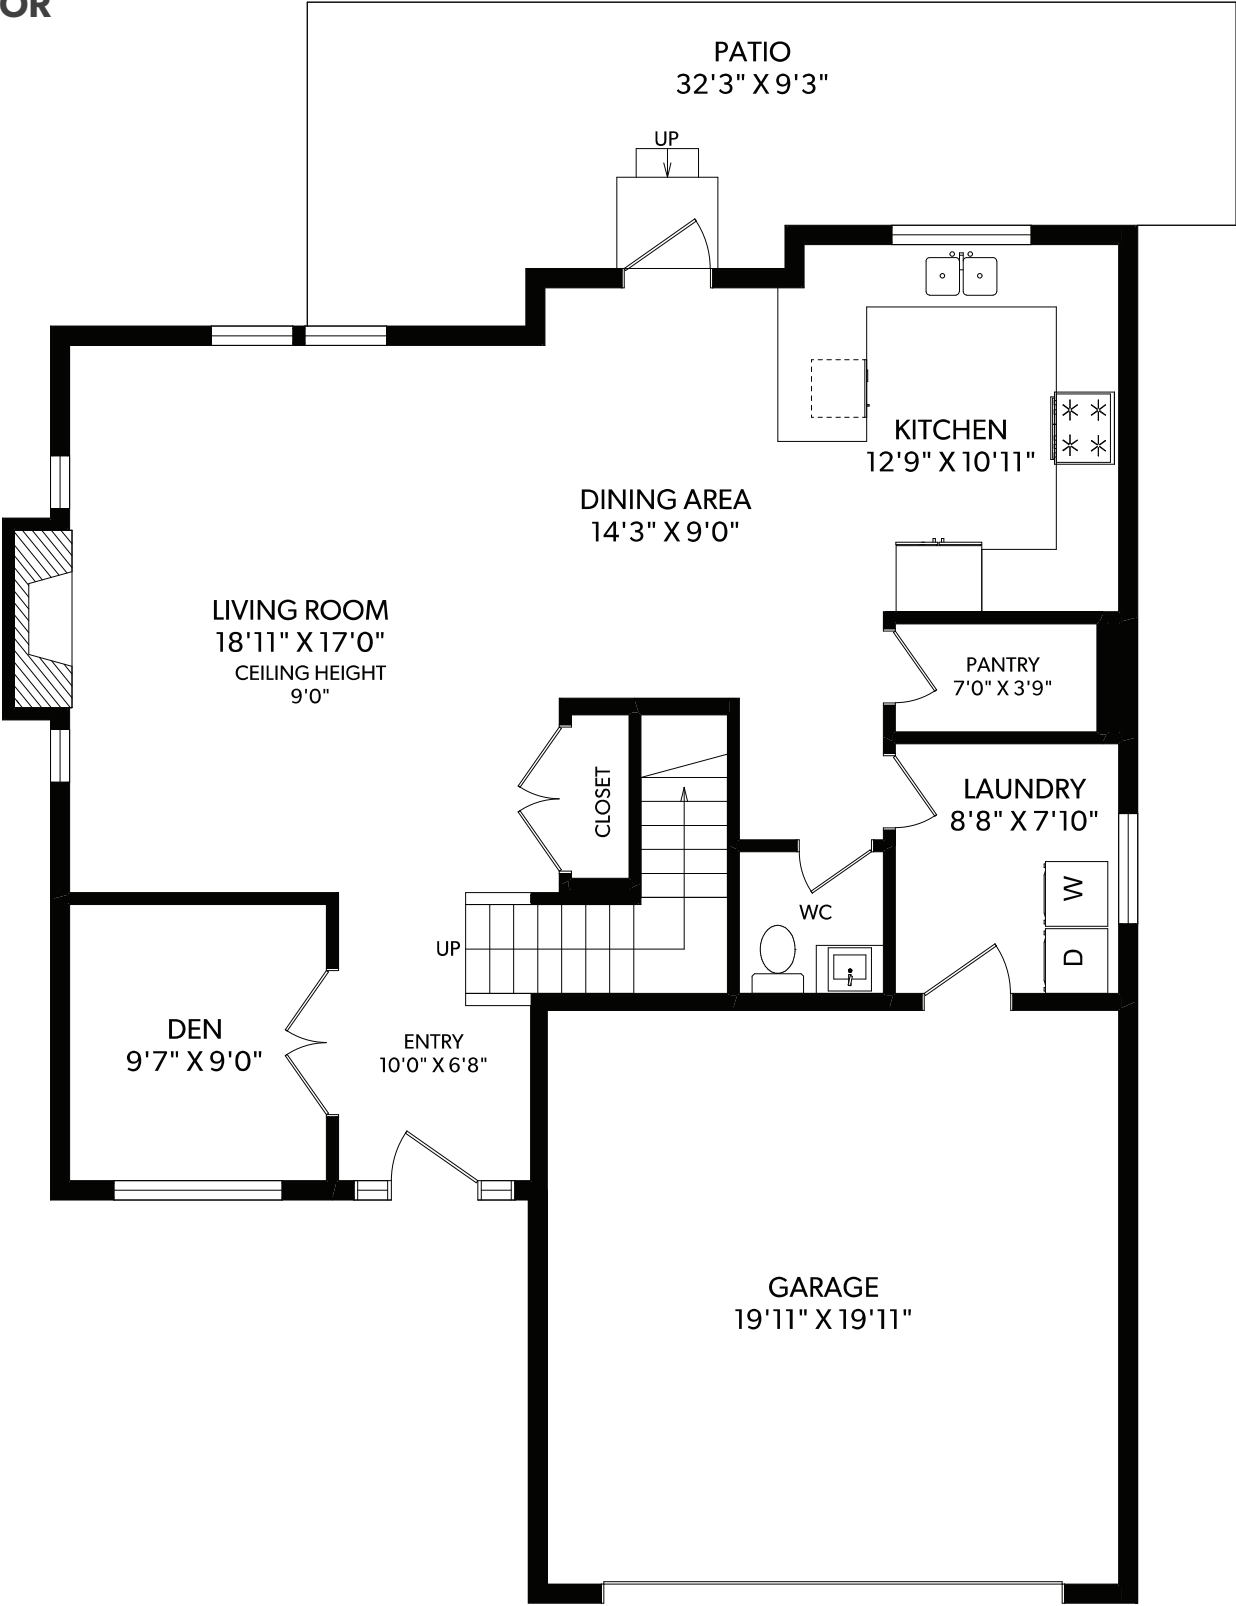 OR
PATIO
32'3" X 9'3"
UP
KITCHEN
12'9" X 10'11"
DINING AREA
14'3" X 9'0"
LIVING ROOM
18'11" X 17'0"
CEILING HEIGHT
9'0"
PANTRY
7'0" X 3'9"
CLOSET
LAUNDRY
8'8" X 7'10"
W
D
WC
UP
DEN
9'7" X 9'0"
ENTRY
10'0" X 6'8"
GARAGE
19'11" X 19'11"